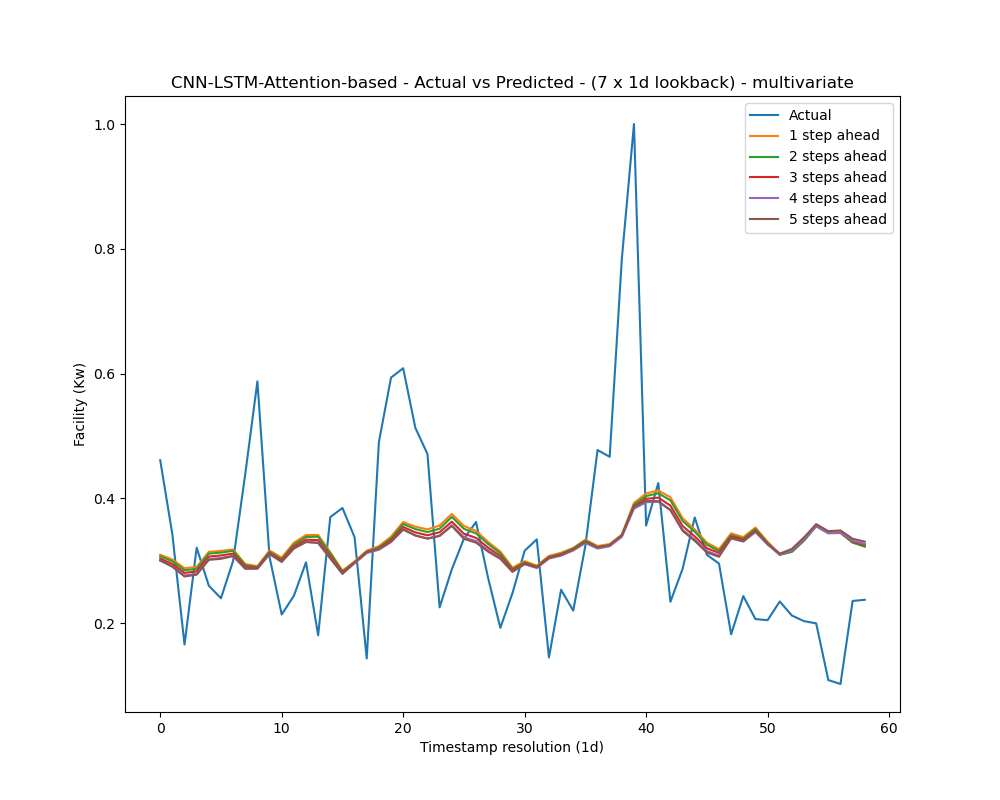 CNN-LSTM-Attention-based - Actual vs Predicted - (7 x 1d lookback) - multivariate
Actual
1 step ahead
2 steps ahead
3 steps ahead
4 steps ahead
5 steps ahead
1.0
0.8
0.6
0.4
0.2
Facility (Kw)
0 10 20 30 40 50 60
Timestamp resolution (1d)